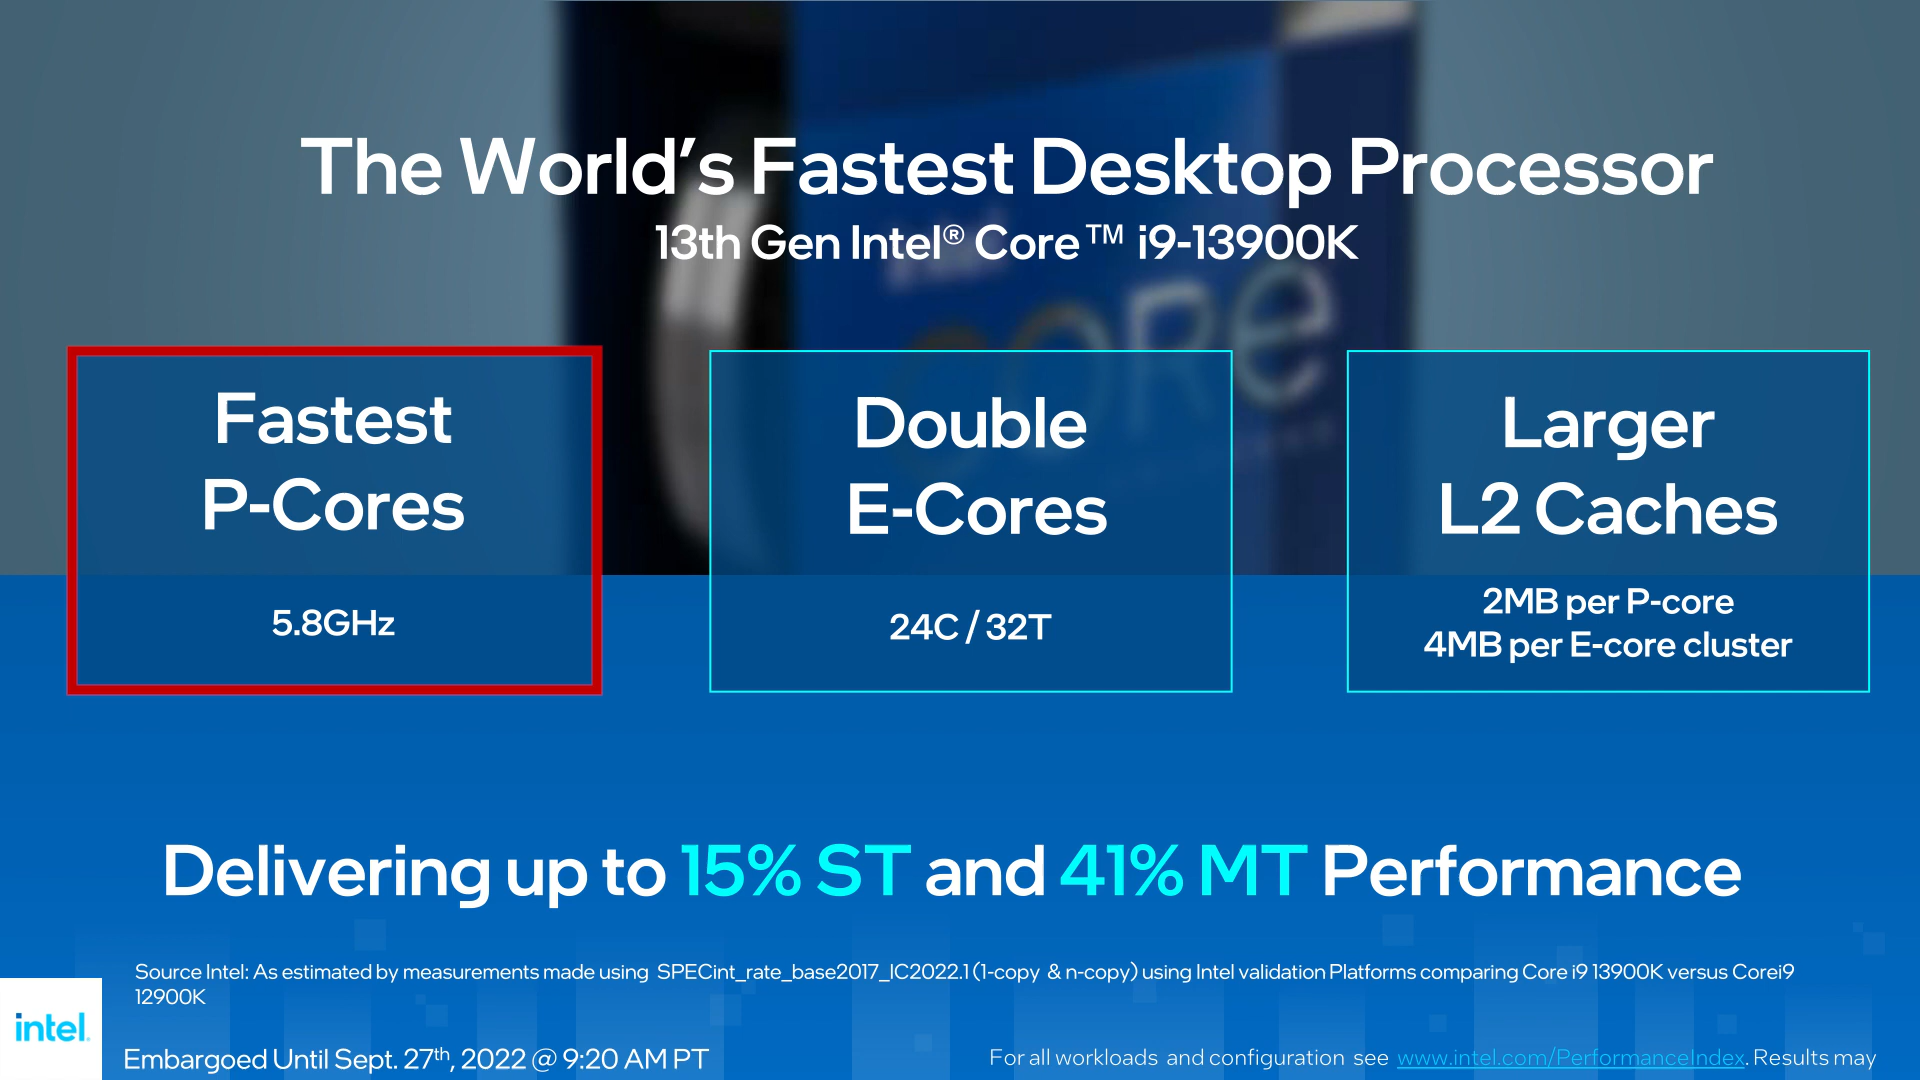 The World's Fastest Desktop Processor
13th Gen Intel® Core™ i9-13900K
intel
CORE
Fastest
P-Cores
5.8GHz
Double
E-Cores
24C / 32T
Larger
L2 Caches
2MB per P-core
4MB per E-core cluster
Delivering up to 15% ST and 41% MT Performance
Source Intel: As estimated by measurements made using SPECint_rate_base2017_IC2022.1 (1-copy & n-copy) using Intel validation Platforms comparing Core i9 13900K versus Corei9
12900K
intel.
Embargoed Until Sept. 27th, 2022 @ 9:20 AM PT
For all workloads and configuration see www.intel.com/PerformanceIndex. Results may